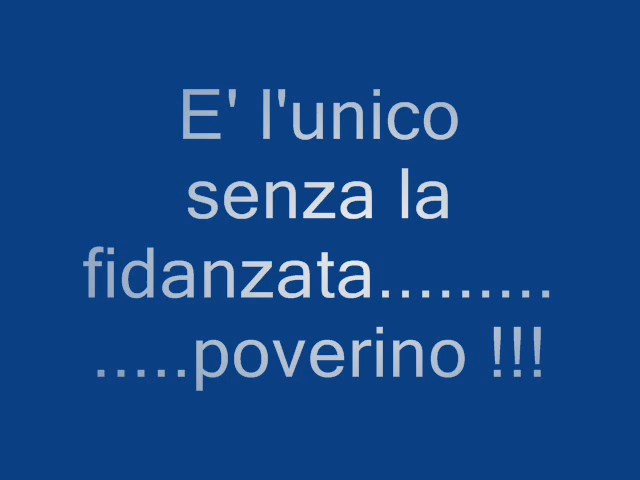 E' l'unico
senza la
fidanzata.........
.....poverino !!!